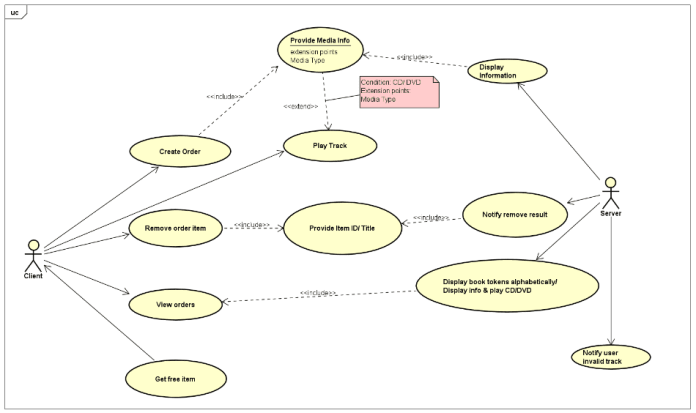 uc
Provide Media Info
extension points
Media Type
<<include>>
Display
Information
Condition: CD/DVD
Extension points:
Media Type
<<include>>
<<extend>>
Create Order
Play Track
Server
Remove order item
<<include>>
Provide Item ID/ Title
<<include>>
Notify remove result
Client
Display book tokens alphabetically/
Display info & play CD/DVD
<<include>>
View orders
Notify user
invalid track
Get free item